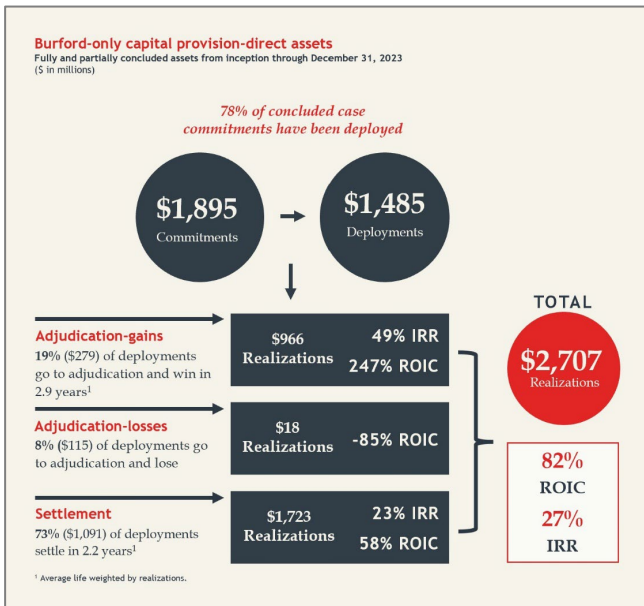 Burford-only capital provision-direct assets
Fully and partially concluded assets from inception through December 31, 2023
($ in millions)
78% of concluded case
commitments have been deployed
$1,895
Commitments
$1,485
Deployments
Adjudication-gains
19% ($279) of deployments
go to adjudication and win in
2.9 years¹
$966
Realizations
49% IRR
247% ROIC
Adjudication-losses
8% ($115) of deployments go
to adjudication and lose
$18
Realizations
-85% ROIC
Settlement
73% ($1,091) of deployments
settle in 2.2 years¹
$1,723
Realizations
23% IRR
58% ROIC
TOTAL
$2,707
Realizations
82%
ROIC
27%
IRR
¹ Average life weighted by realizations.